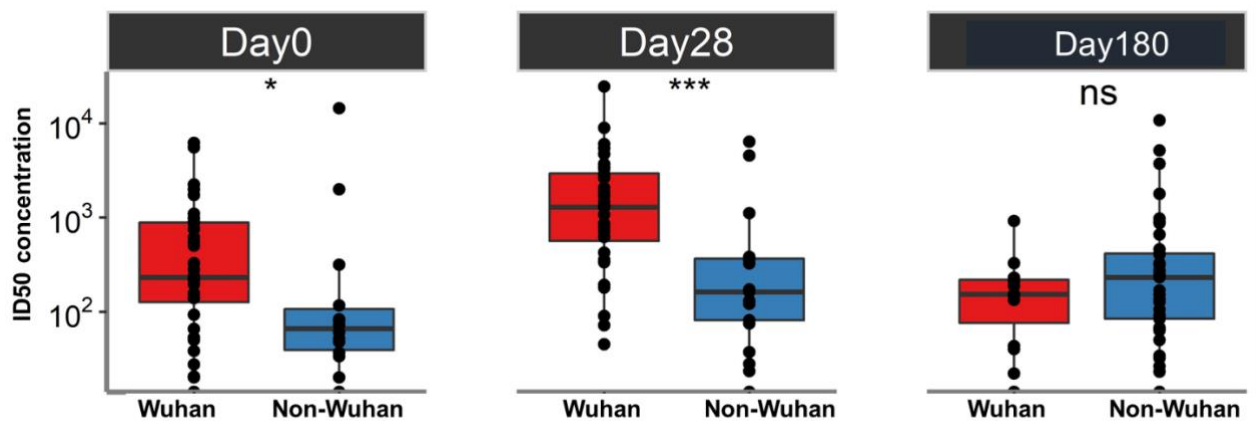 Day0 Day28 Day180
* *** ns
ID50 concentration
10⁴
10³
10²
Wuhan Non-Wuhan Wuhan Non-Wuhan Wuhan Non-Wuhan